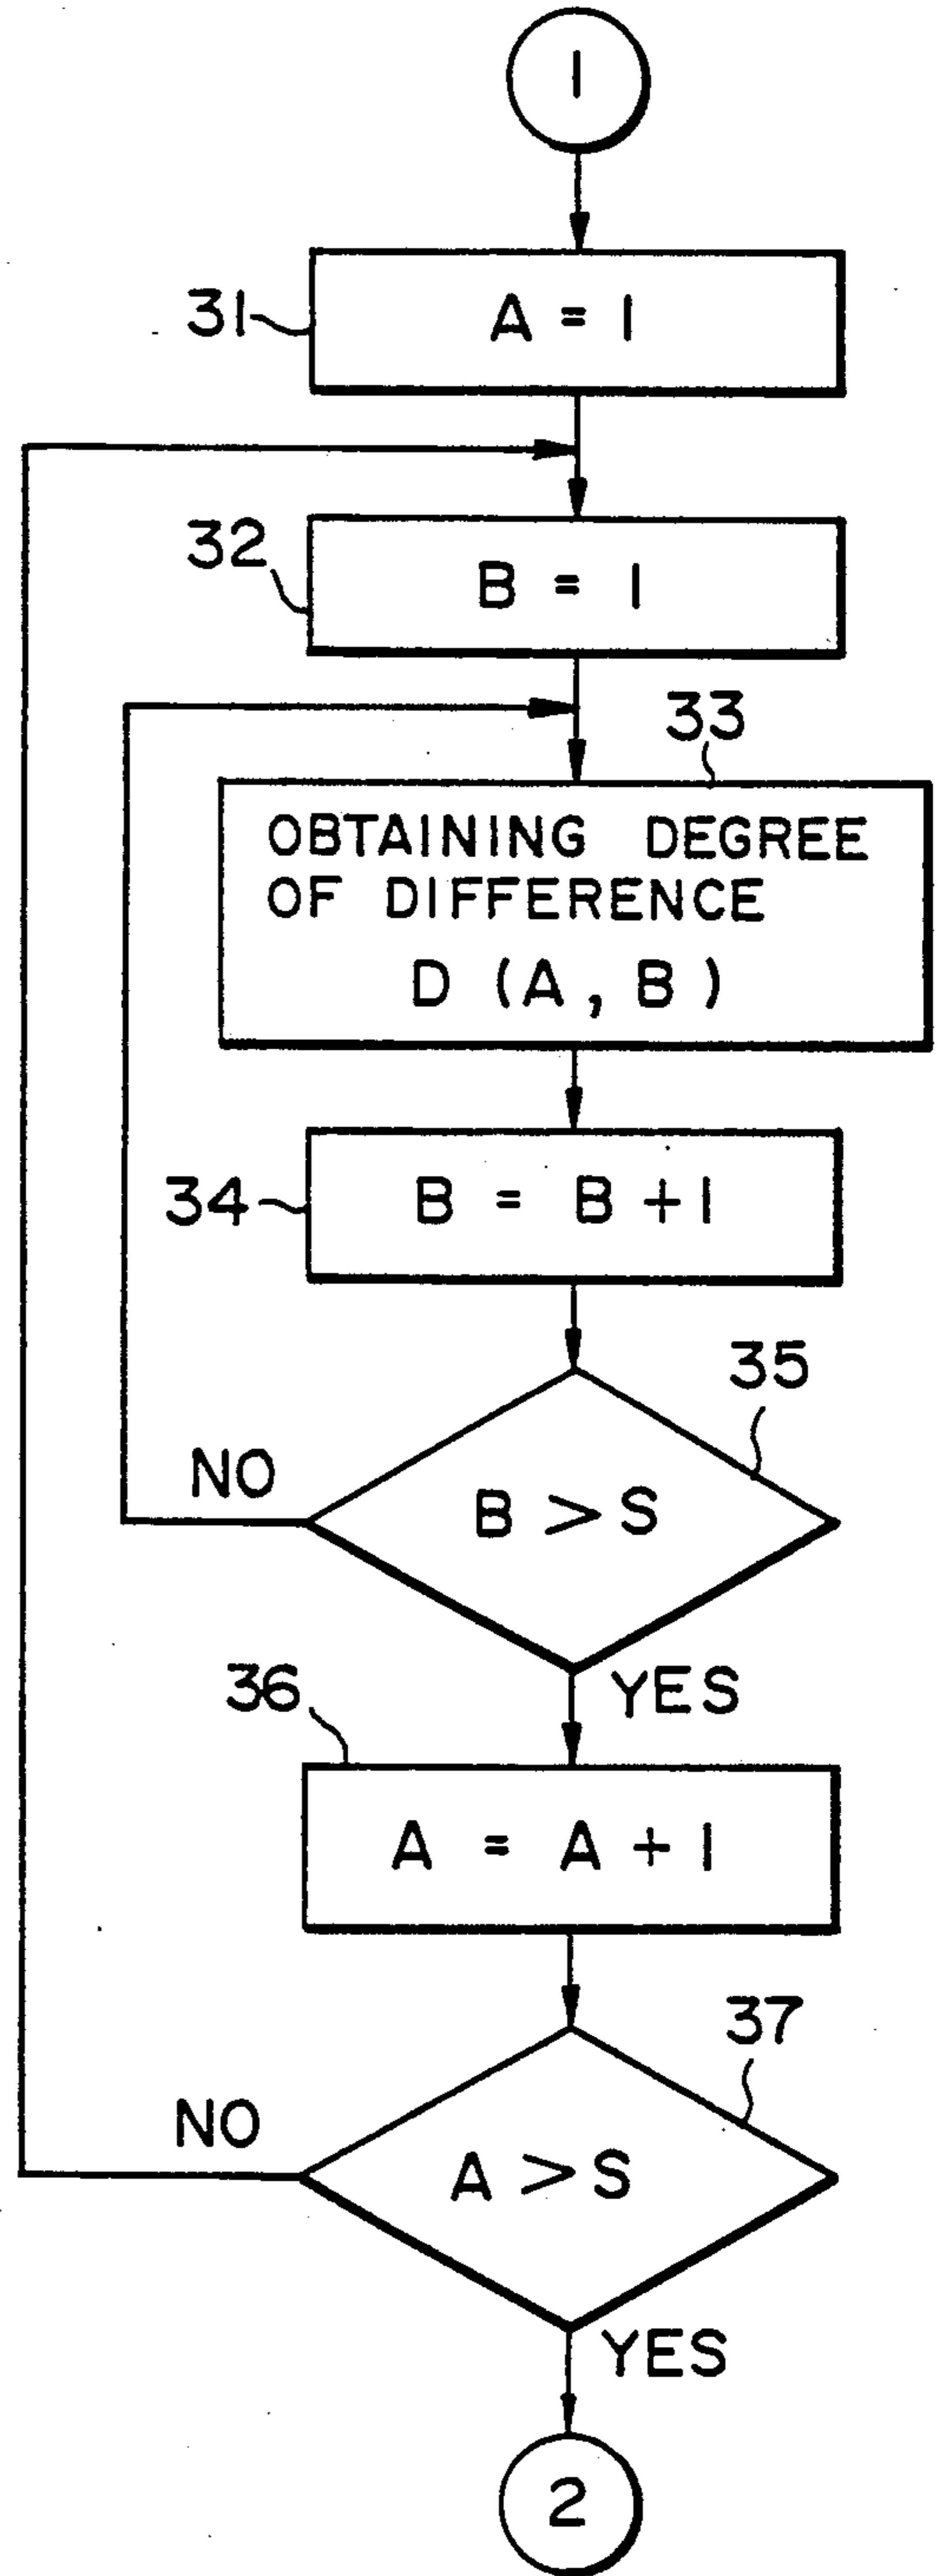 1
31
A = 1
32
B = 1
33
OBTAINING DEGREE
OF DIFFERENCE
D (A, B)
34
B = B + 1
35
NO
B > S
YES
36
A = A + 1
37
NO
A > S
YES
2